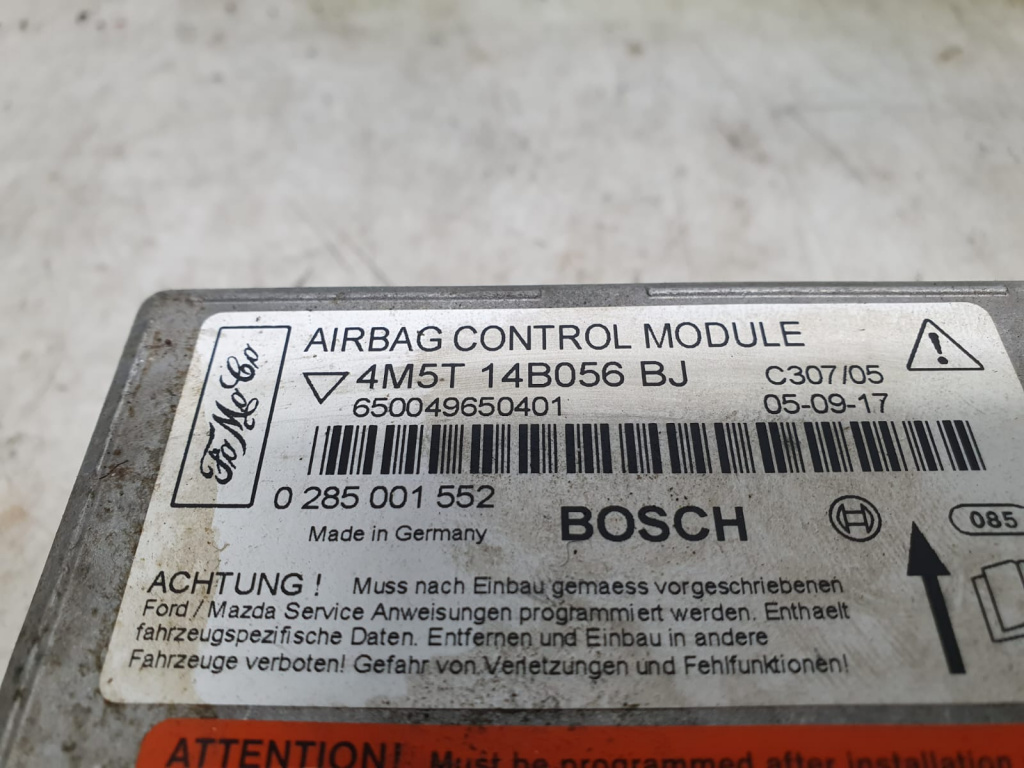 FoMoCo
AIRBAG CONTROL MODULE
4M5T 14B056 BJ C307/05
650049650401 05-09-17
0 285 001 552
Made in Germany BOSCH 085
ACHTUNG ! Muss nach Einbau gemaess vorgeschriebenen
Ford / Mazda Service Anweisungen programmiert werden. Enthaelt
fahrzeugspezifische Daten. Entfernen und Einbau in andere
Fahrzeuge verboten! Gefahr von Verletzungen und Fehlfunktionen!
ATTENTION! Must be programmed after installation